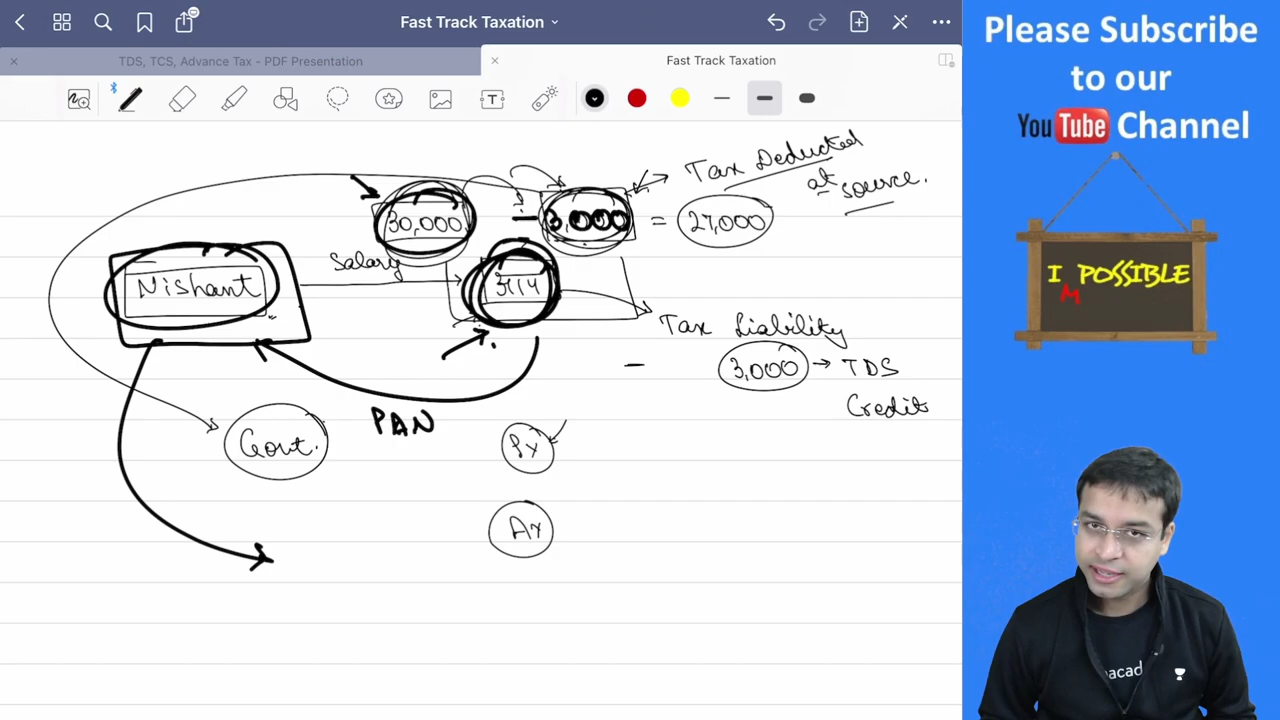 Fast Track Taxation
TDS, TCS, Advance Tax - PDF Presentation
Fast Track Taxation
Tax Deducted
at source.
30,000 - 3,000 = 27,000
Salary
Nishant
Tax Liability
- 3,000 → TDS
Credit
PAN
Govt.
Please Subscribe
to our
YouTube Channel
I POSSIBLE
M
acad